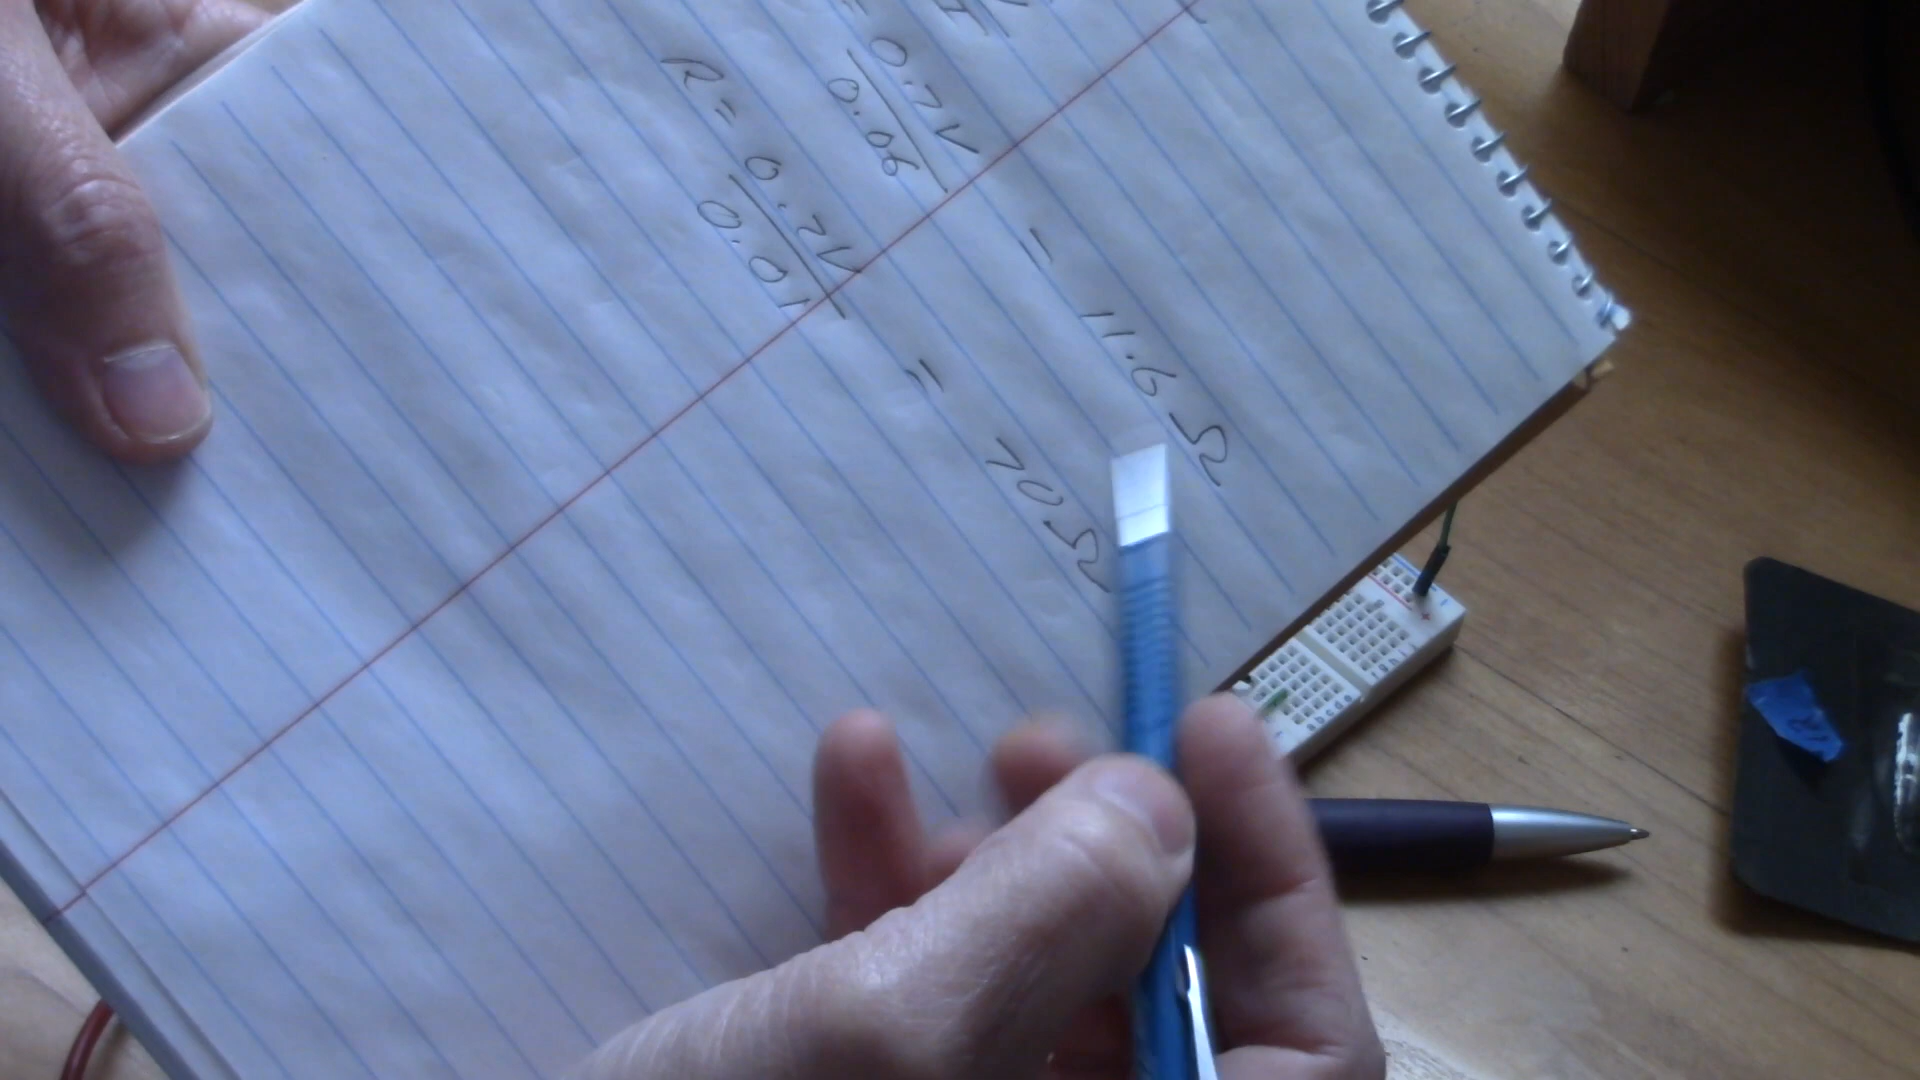 0.7V
0.06 = 11.6 Ω
R = 0.7V
0.01 = 70 Ω